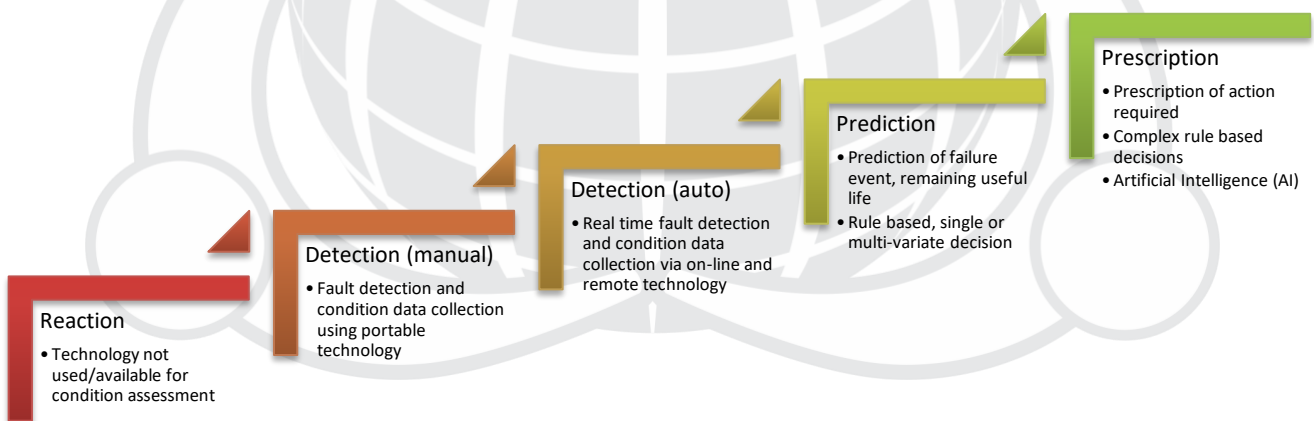 Reaction
•Technology not
used/available for
condition assessment
Detection (manual)
•Fault detection and
condition data collection
using portable
technology
Detection (auto)
•Real time fault detection
and condition data
collection via on-line and
remote technology
Prediction
•Prediction of failure
event, remaining useful
life
•Rule based, single or
multi-variate decision
Prescription
•Prescription of action
required
•Complex rule based
decisions
•Artificial Intelligence (AI)